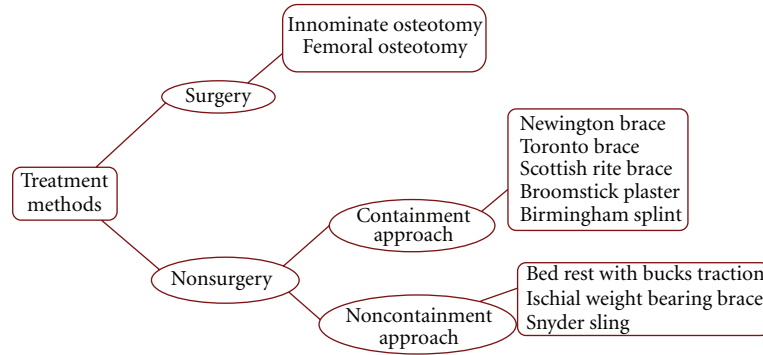 Innominate osteotomy
Femoral osteotomy
Surgery
Newington brace
Toronto brace
Scottish rite brace
Broomstick plaster
Birmingham splint
Treatment
methods
Containment
approach
Nonsurgery
Bed rest with bucks traction
Ischial weight bearing brace
Snyder sling
Noncontainment
approach